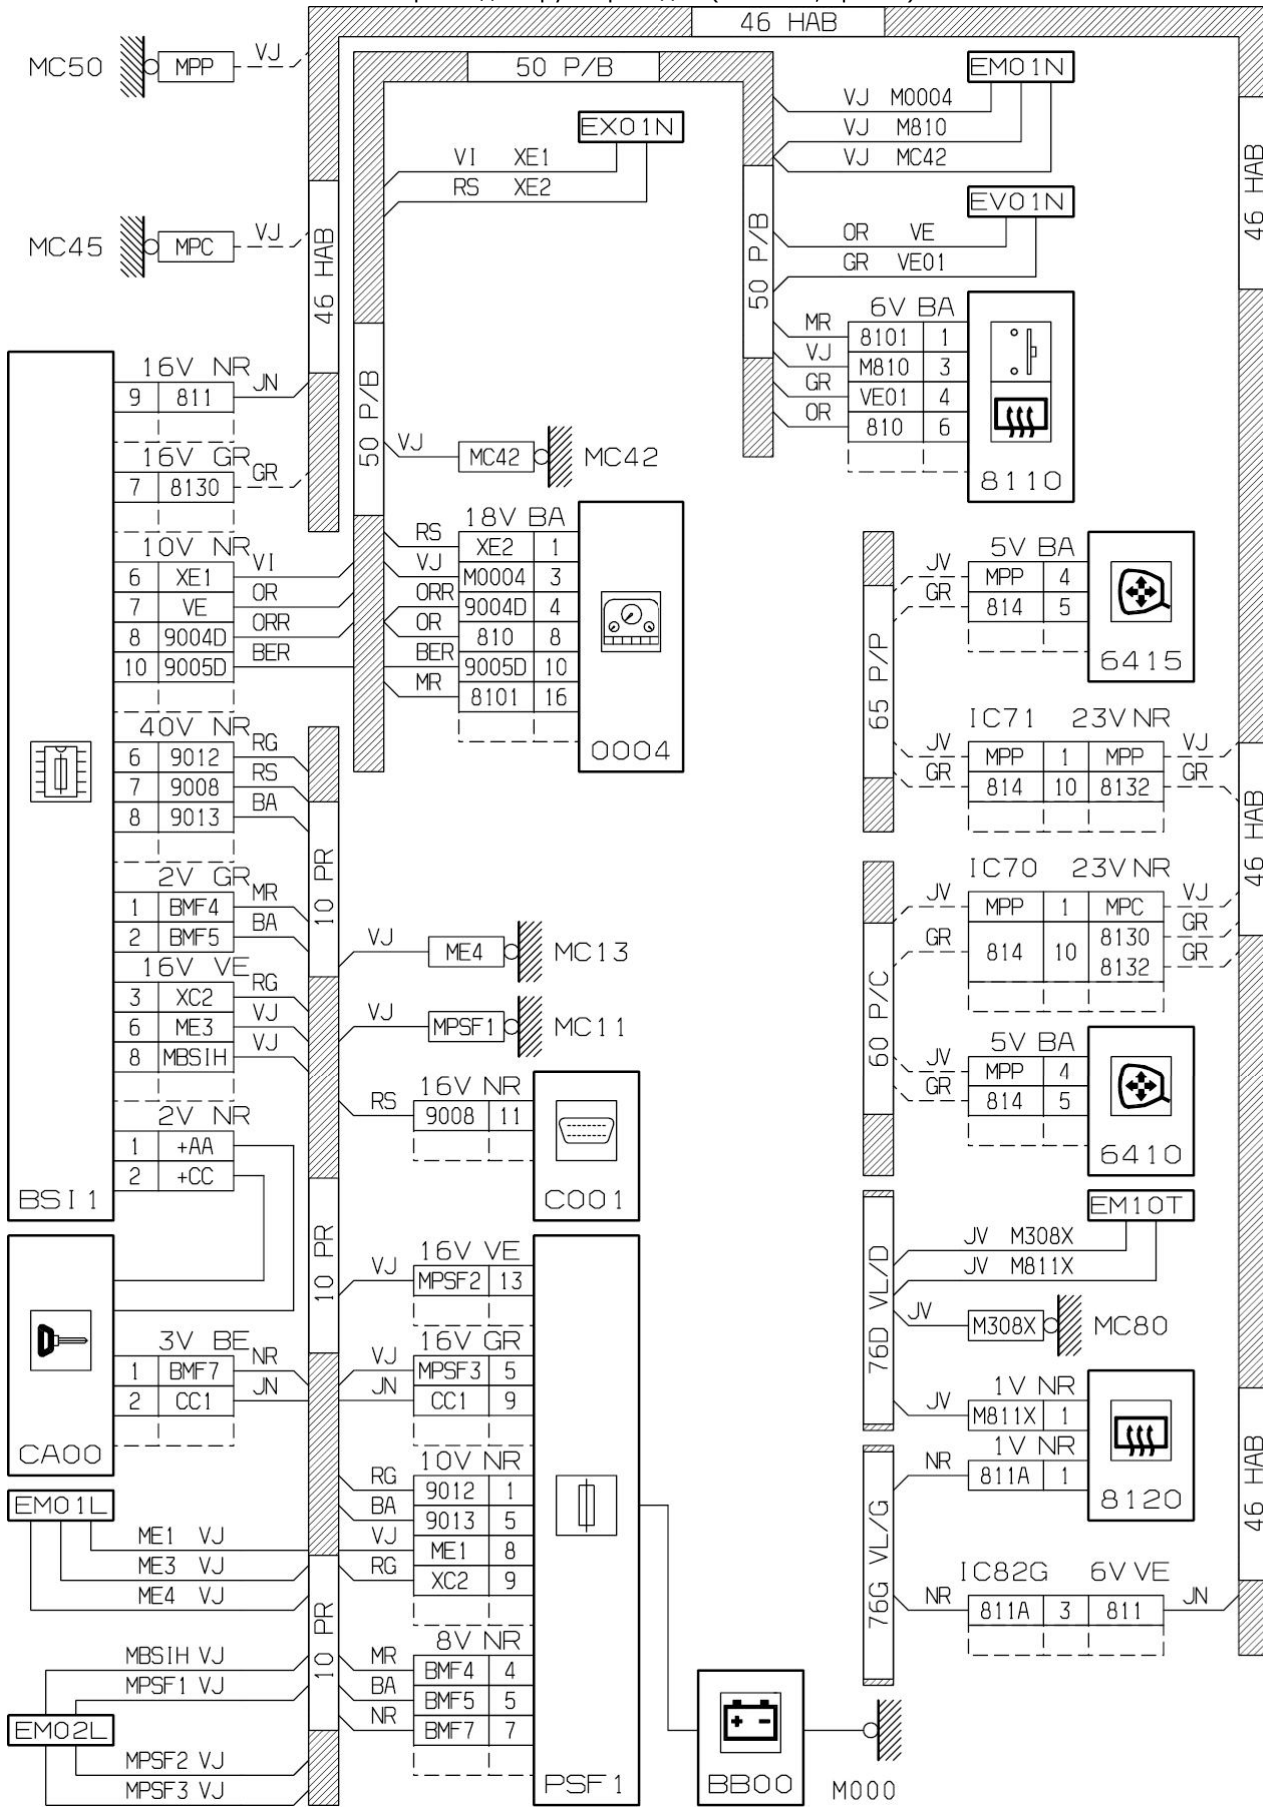 46 HAB
MC50 MPP VJ
50 P/B
EM01N
VJ M0004
VJ M810
VJ MC42
EX01N
VI XE1
RS XE2
46 HAB
MC45 MPC VJ
46 HAB
EV01N
OR VE
GR VE01
50 P/B
6V BA
MR 8101 1
VJ M810 3
GR VE01 4
OR 810 6
8110
16V NR
9 811 JN
16V GR
7 8130 GR
10V NR
6 XE1 VI
7 VE OR
8 9004D ORR
10 9005D BER
40V NR
6 9012 RG
7 9008 RS
8 9013 BA
2V GR
1 BMF4 MR
2 BMF5 BA
16V VE
3 XC2 RG
6 ME3 VJ
8 MBSIH VJ
2V NR
1 +AA
2 +CC
BSI1
50 P/B
VJ MC42 MC42
18V BA
RS XE2 1
VJ M0004 3
ORR 9004D 4
OR 810 8
BER 9005D 10
MR 8101 16
0004
10 PR
VJ ME4 MC13
VJ MPSF1 MC11
16V NR
RS 9008 11
C001
65 P/P
5V BA
JV MPP 4
GR 814 5
6415
IC71 23V NR
JV MPP 1 MPP VJ
GR 814 10 8132 GR
46 HAB
60 P/C
IC70 23V NR
JV MPP 1 MPC VJ
GR 814 10 8130 GR
8132 GR
5V BA
JV MPP 4
GR 814 5
6410
76D VL/D
EM10T
JV M308X
JV M811X
JV M308X MC80
1V NR
JV M811X 1
1V NR
NR 811A 1
8120
76G VL/G
IC82G 6V VE
NR 811A 3 811 JN
46 HAB
3V BE
1 BMF7 NR
2 CC1 JN
CA00
10 PR
16V VE
VJ MPSF2 13
16V GR
VJ MPSF3 5
JN CC1 9
10V NR
RG 9012 1
BA 9013 5
VJ ME1 8
RG XC2 9
8V NR
MR BMF4 4
BA BMF5 5
NR BMF7 7
PSF1
EM01L
ME1 VJ
ME3 VJ
ME4 VJ
10 PR
MBSIH VJ
MPSF1 VJ
EM02L
MPSF2 VJ
MPSF3 VJ
+ -
BB00
M000